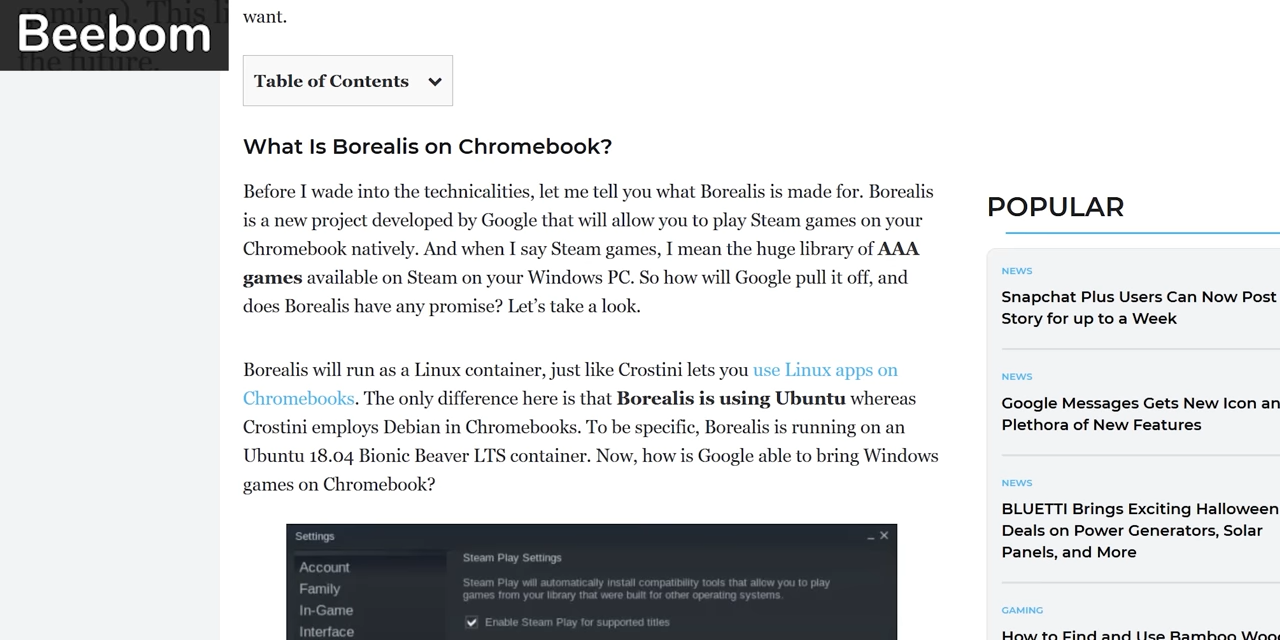 gaming). This li
Beebom
the future.
want.
Table of Contents
What Is Borealis on Chromebook?
Before I wade into the technicalities, let me tell you what Borealis is made for. Borealis
is a new project developed by Google that will allow you to play Steam games on your
Chromebook natively. And when I say Steam games, I mean the huge library of AAA
games available on Steam on your Windows PC. So how will Google pull it off, and
does Borealis have any promise? Let’s take a look.
Borealis will run as a Linux container, just like Crostini lets you use Linux apps on
Chromebooks. The only difference here is that Borealis is using Ubuntu whereas
Crostini employs Debian in Chromebooks. To be specific, Borealis is running on an
Ubuntu 18.04 Bionic Beaver LTS container. Now, how is Google able to bring Windows
games on Chromebook?
Settings
Account
Family
In-Game
Interface
Steam Play Settings
Steam Play will automatically install compatibility tools that allow you to play
games from your library that were built for other operating systems.
Enable Steam Play for supported titles
POPULAR
NEWS
Snapchat Plus Users Can Now Post
Story for up to a Week
NEWS
Google Messages Gets New Icon an
Plethora of New Features
NEWS
BLUETTI Brings Exciting Halloween
Deals on Power Generators, Solar
Panels, and More
GAMING
How to Find and Use Bamboo Woo